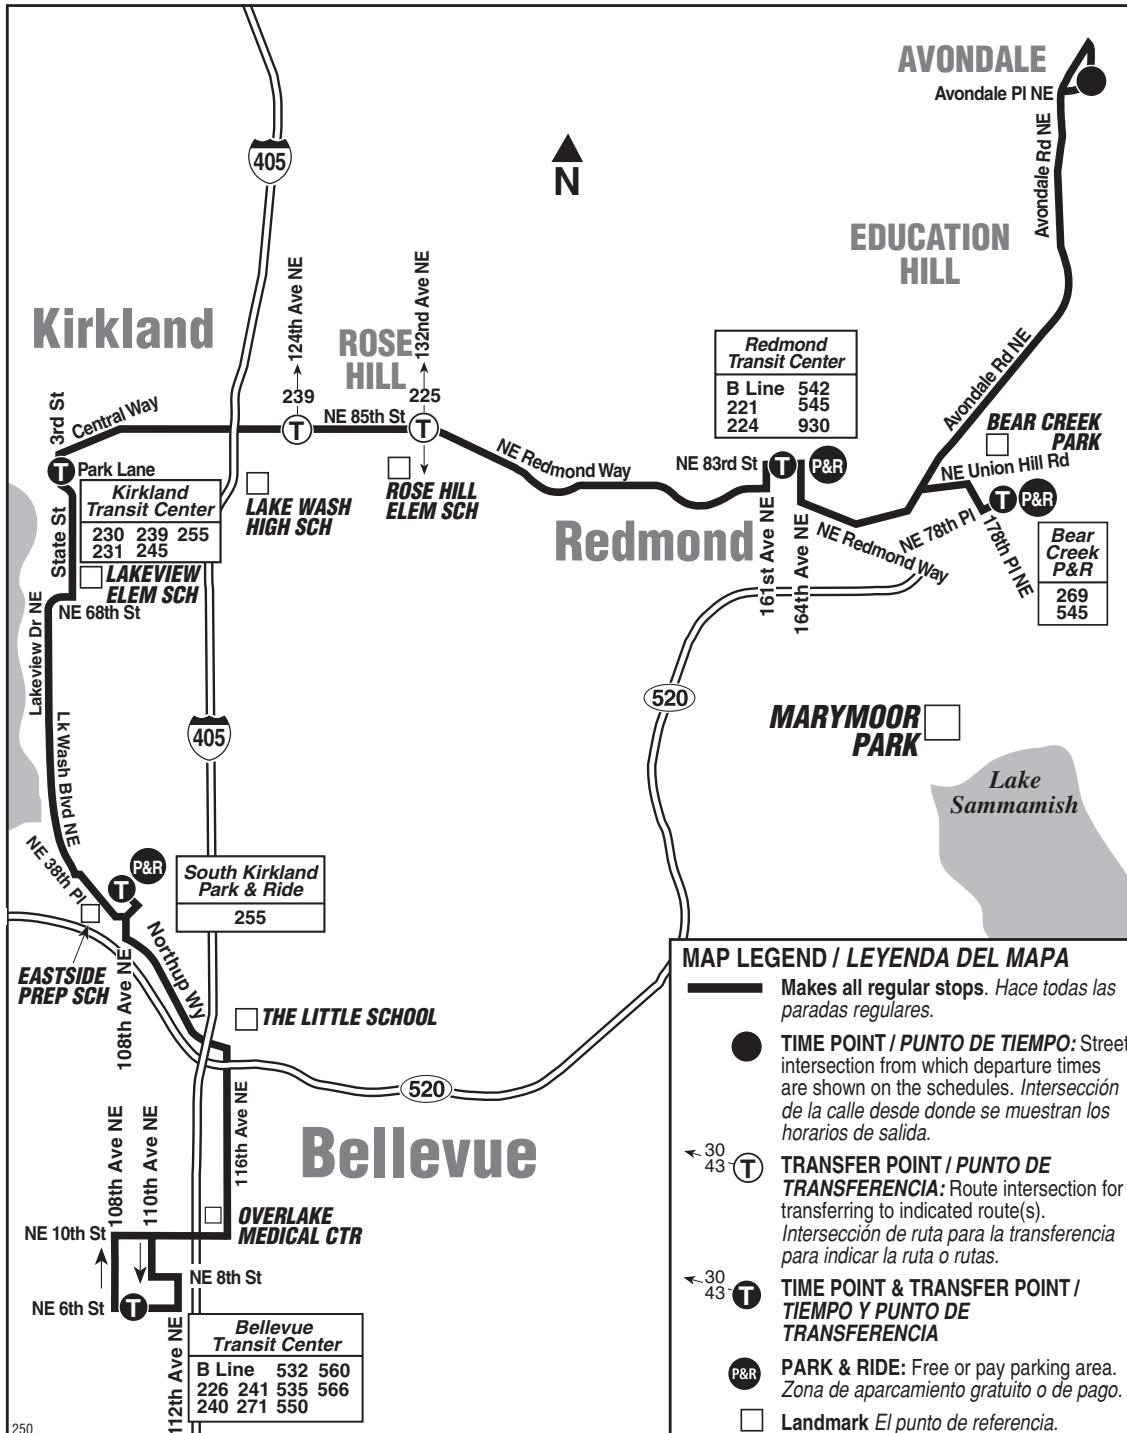 AVONDALE
Avondale Pl NE
Avondale Rd NE
405
N
EDUCATION
HILL
Kirkland
124th Ave NE
132nd Ave NE
ROSE
HILL
239
225
Redmond
Transit Center
B Line 542
221 545
224 930
Avondale Rd NE
3rd St
Central Way
NE 85th St
T
T
BEAR CREEK
PARK
NE Redmond Way
NE 83rd St
T
P&R
NE Union Hill Rd
T
Park Lane
Kirkland
Transit Center
230 239 255
231 245
LAKE WASH
HIGH SCH
ROSE HILL
ELEM SCH
State St
Redmond
161st Ave NE
164th Ave NE
NE Redmond Way
NE 78th Pl
T
P&R
178th Pl NE
Bear
Creek
P&R
269
545
LAKEVIEW
ELEM SCH
NE 68th St
Lakeview Dr NE
520
405
MARYMOOR
PARK
Lk Wash Blvd NE
Lake
Sammamish
NE 38th Pl
P&R
T
South Kirkland
Park & Ride
255
EASTSIDE
PREP SCH
108th Ave NE
Northup Wy
THE LITTLE SCHOOL
520
108th Ave NE
110th Ave NE
116th Ave NE
Bellevue
NE 10th St
OVERLAKE
MEDICAL CTR
NE 8th St
NE 6th St
T
112th Ave NE
Bellevue
Transit Center
B Line 532 560
226 241 535 566
240 271 550
250
MAP LEGEND / LEYENDA DEL MAPA
Makes all regular stops. Hace todas las
paradas regulares.
TIME POINT / PUNTO DE TIEMPO: Street
intersection from which departure times
are shown on the schedules. Intersección
de la calle desde donde se muestran los
horarios de salida.
30
43 T
TRANSFER POINT / PUNTO DE
TRANSFERENCIA: Route intersection for
transferring to indicated route(s).
Intersección de ruta para la transferencia
para indicar la ruta o rutas.
30
43 T
TIME POINT & TRANSFER POINT /
TIEMPO Y PUNTO DE
TRANSFERENCIA
P&R PARK & RIDE: Free or pay parking area.
Zona de aparcamiento gratuito o de pago.
Landmark El punto de referencia.